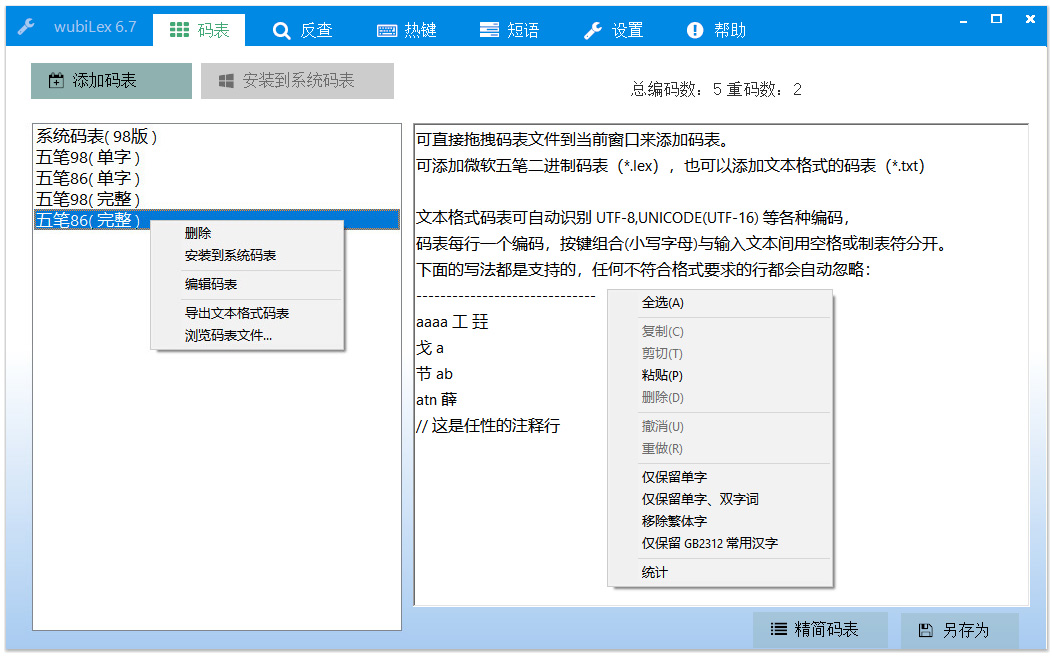 wubiLex 6.7
码表
反查
热键
短语
设置
帮助
添加码表
安装到系统码表
总编码数：5 重码数：2
系统码表( 98版 )
五笔98( 单字 )
五笔86( 单字 )
五笔98( 完整 )
五笔86( 完整 )
删除
安装到系统码表
编辑码表
导出文本格式码表
浏览码表文件...
可直接拖拽码表文件到当前窗口来添加码表。
可添加微软五笔二进制码表（*.lex），也可以添加文本格式的码表（*.txt）
文本格式码表可自动识别 UTF-8,UNICODE(UTF-16) 等各种编码，
码表每行一个编码，按键组合(小写字母)与输入文本间用空格或制表符分开。
下面的写法都是支持的，任何不符合格式要求的行都会自动忽略：
------------------------------
aaaa 工 㠭
戈 a
节 ab
atn 薛
// 这是任性的注释行
全选(A)
复制(C)
剪切(T)
粘贴(P)
删除(D)
撤消(U)
重做(R)
仅保留单字
仅保留单字、双字词
移除繁体字
仅保留 GB2312 常用汉字
统计
精简码表
另存为